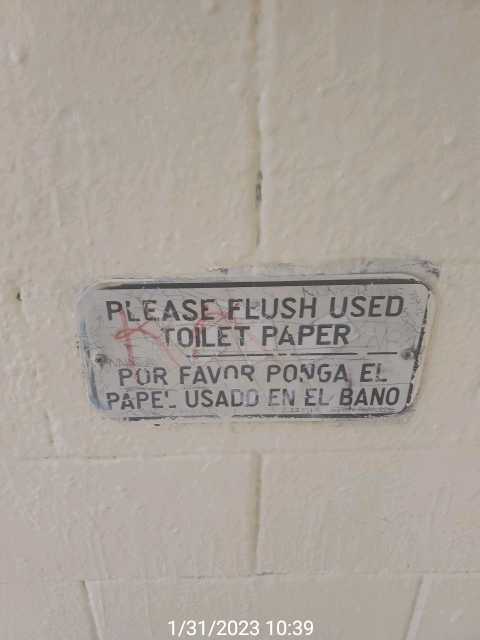 PLEASE FLUSH USED
TOILET PAPER
POR FAVOR PONGA EL
PAPEL USADO EN EL BANO
1/31/2023 10:39